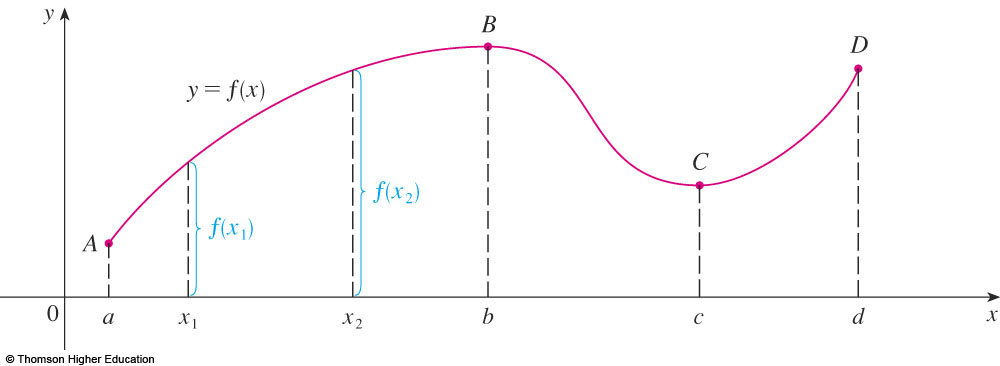 y
B
D
y = f(x)
C
f(x₂)
f(x₁)
A
0 a x₁ x₂ b c d x
© Thomson Higher Education